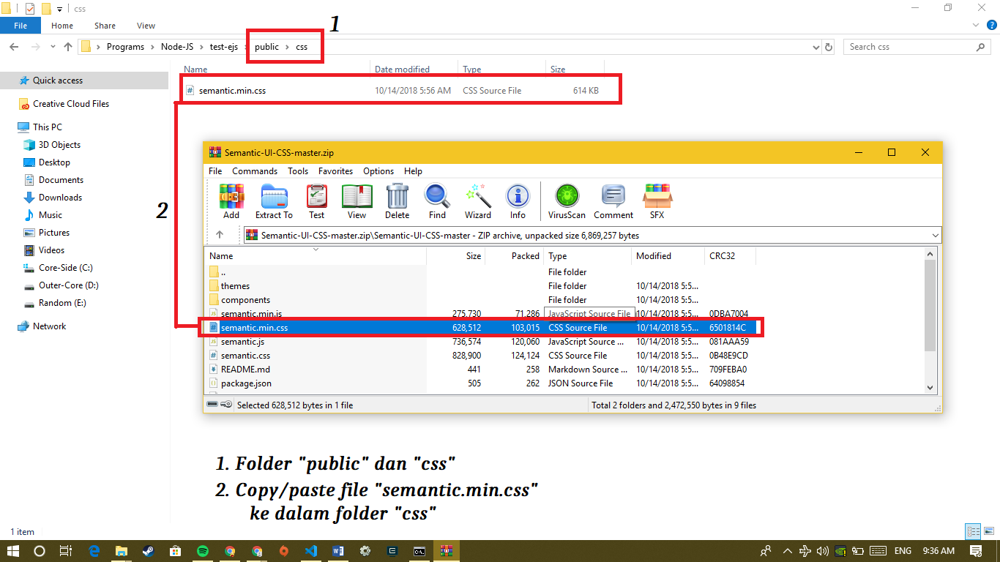 css
File Home Share View
1
Programs Node-JS test-ejs public css
Search css
Name Date modified Type Size
semantic.min.css 10/14/2018 5:56 AM CSS Source File 614 KB
Quick access
Creative Cloud Files
This PC
3D Objects
Desktop
Documents
Downloads
Music
Pictures
Videos
Core-Side (C:)
Outer-Core (D:)
Random (E:)
Network
2
Semantic-UI-CSS-master.zip
File Commands Tools Favorites Options Help
Add Extract To Test View Delete Find Wizard Info VirusScan Comment SFX
Semantic-UI-CSS-master.zip\Semantic-UI-CSS-master - ZIP archive, unpacked size 6,869,257 bytes
Name Size Packed Type Modified CRC32
.. File folder
themes File folder 10/14/2018 5:5...
components File folder 10/14/2018 5:5...
semantic.min.js 275,730 71,286 JavaScript Source File 10/14/2018 5:5... 0DBA7004
semantic.min.css 628,512 103,015 CSS Source File 10/14/2018 5:5... 6501814C
semantic.js 736,574 120,060 JavaScript Source ... 10/14/2018 5:5... 081AAA59
semantic.css 828,900 124,124 CSS Source File 10/14/2018 5:5... 0B48E9CD
README.md 441 258 Markdown Source ... 10/14/2018 5:5... 709FEBA0
package.json 505 262 JSON Source File 10/14/2018 5:5... 64098854
Selected 628,512 bytes in 1 file Total 2 folders and 2,472,550 bytes in 9 files
1. Folder "public" dan "css"
2. Copy/paste file "semantic.min.css"
ke dalam folder "css"
1 item
ENG 9:36 AM